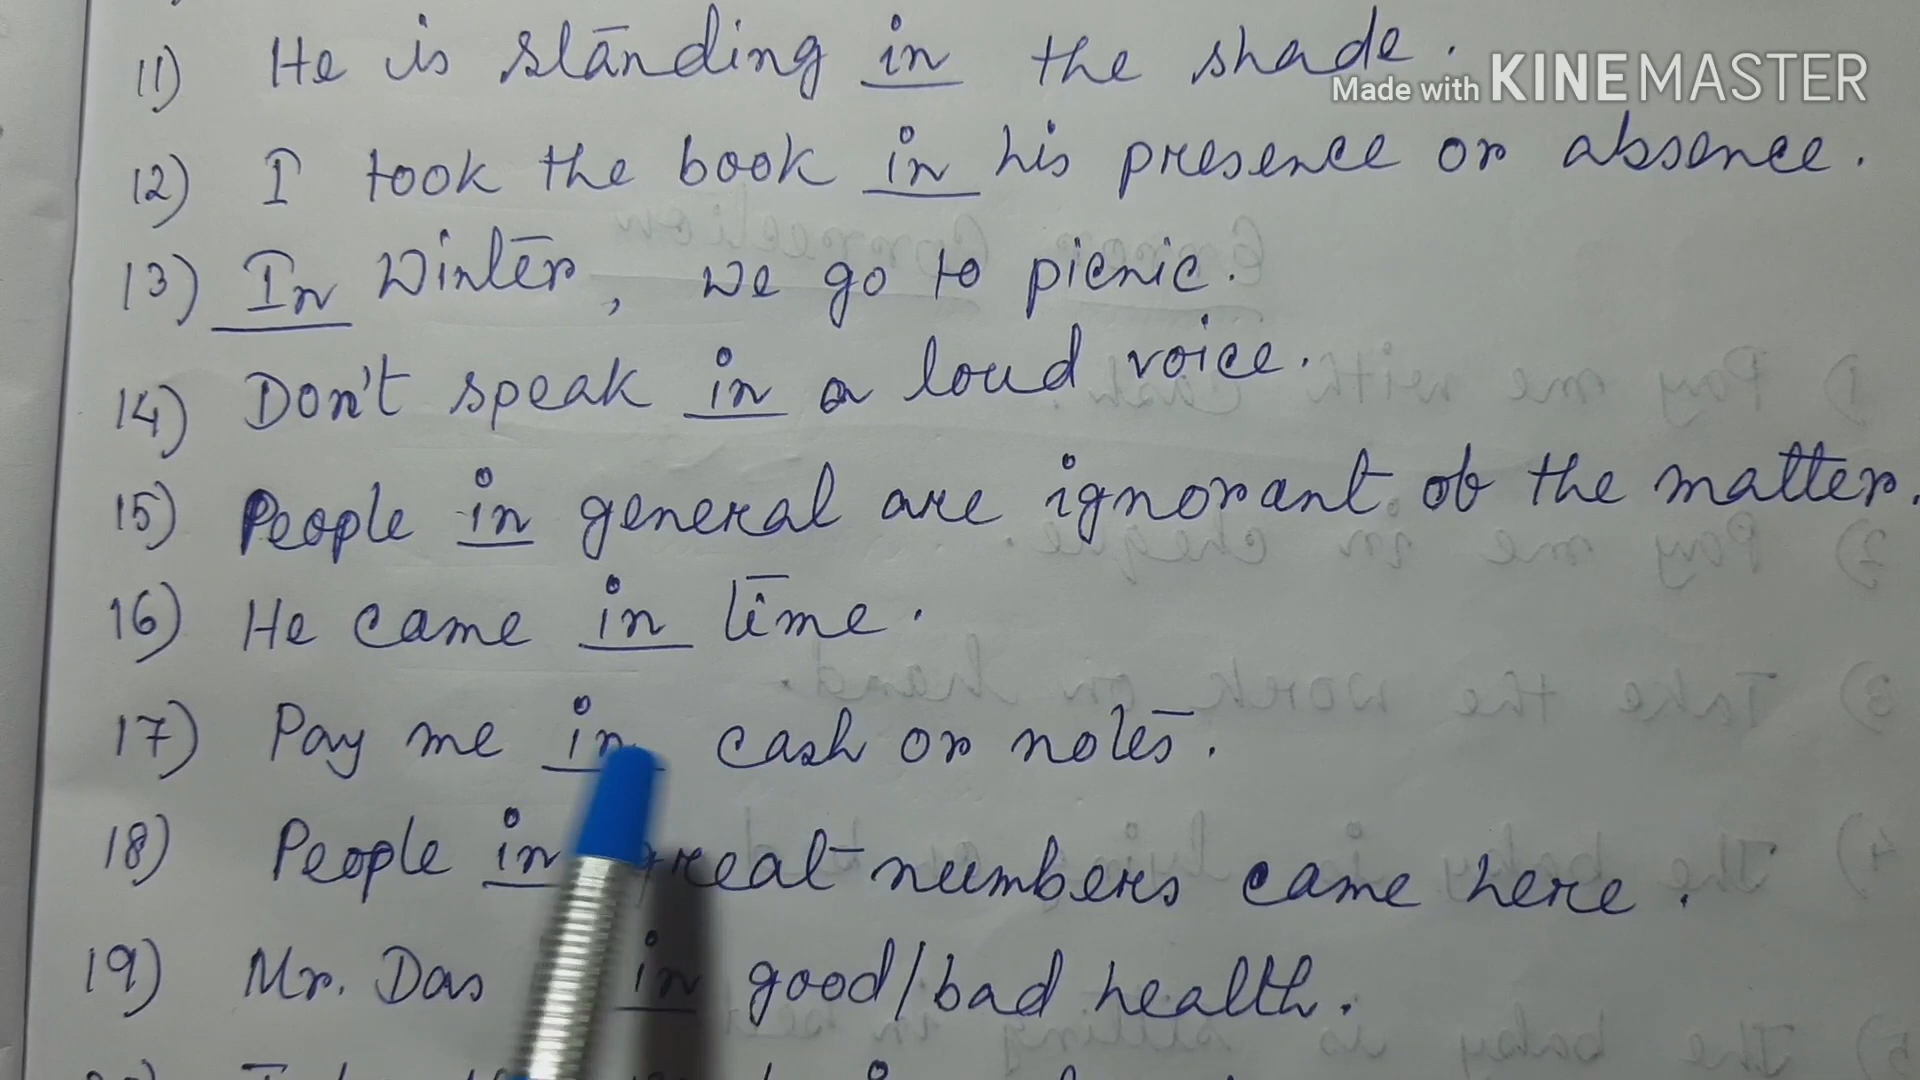 11) He is standing in the shade.
Made with KINEMASTER
12) I took the book in his presence or absence.
13) In Winter, we go to picnic.
14) Don't speak in a loud voice.
15) People in general are ignorant of the matter.
16) He came in time.
17) Pay me in cash or notes.
18) People in great numbers came here.
19) Mr. Das in good/bad health.